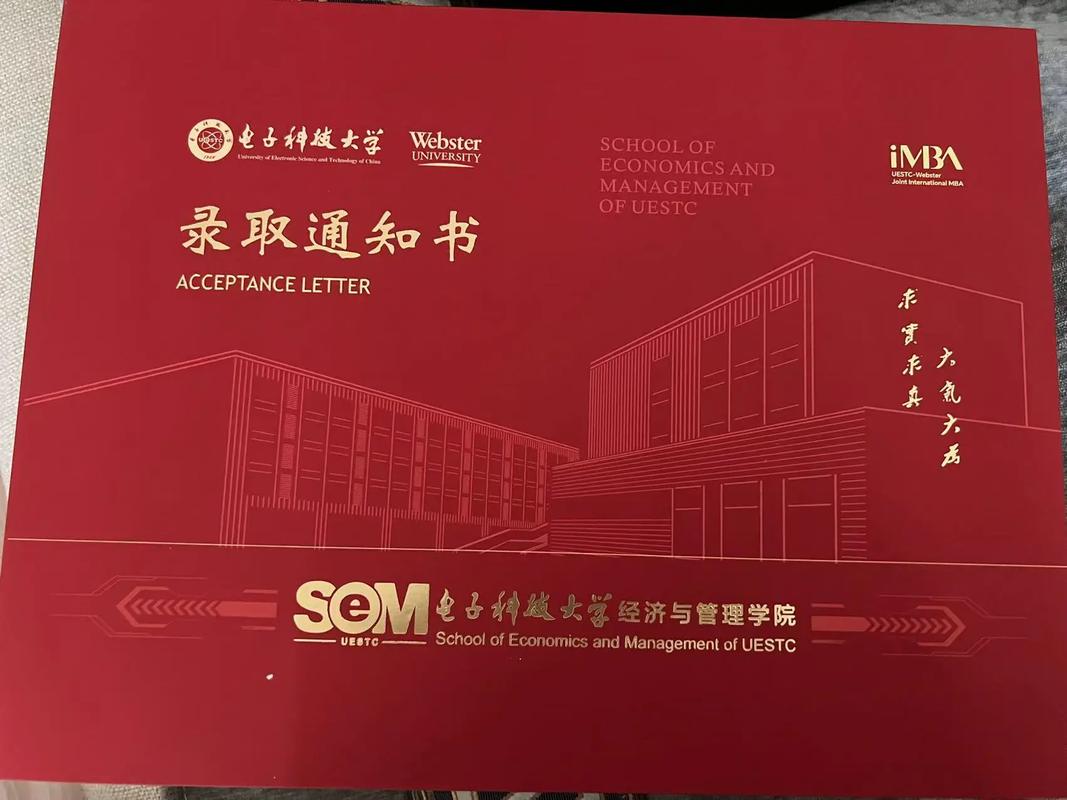 电子科技大学
University of Electronic Science and Technology of China
UESTC
1956
Webster
UNIVERSITY
SCHOOL OF
ECONOMICS AND
MANAGEMENT
OF UESTC
iMBA
UESTC-Webster
Joint International MBA
录取通知书
ACCEPTANCE LETTER
求实求真
大气大为
SeM
UESTC
电子科技大学经济与管理学院
School of Economics and Management of UESTC